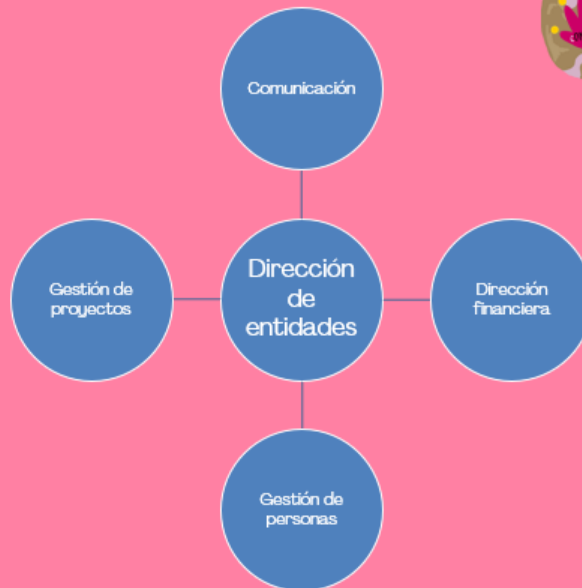 Comunicación
Gestión de
proyectos
Dirección
de
entidades
Dirección
financiera
Gestión de
personas